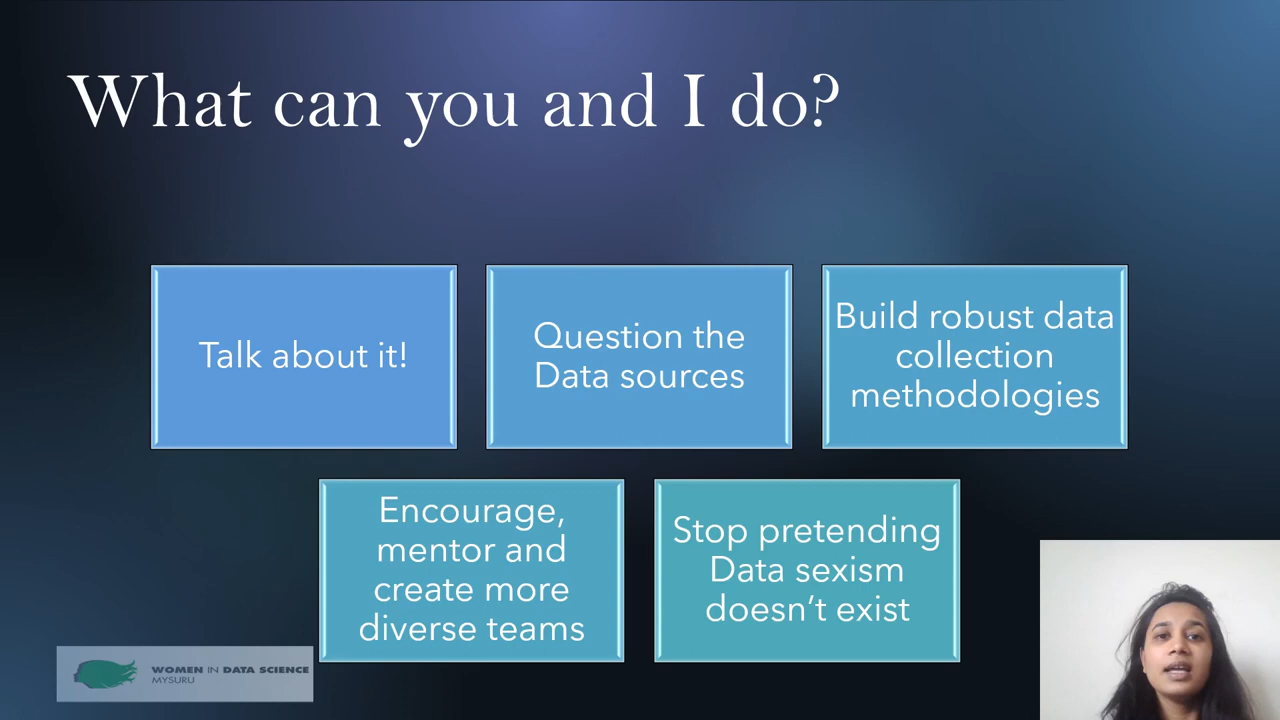 What can you and I do?
Talk about it!
Question the
Data sources
Build robust data
collection
methodologies
Encourage,
mentor and
create more
diverse teams
Stop pretending
Data sexism
doesn’t exist
WOMEN IN DATA SCIENCE
MYSURU